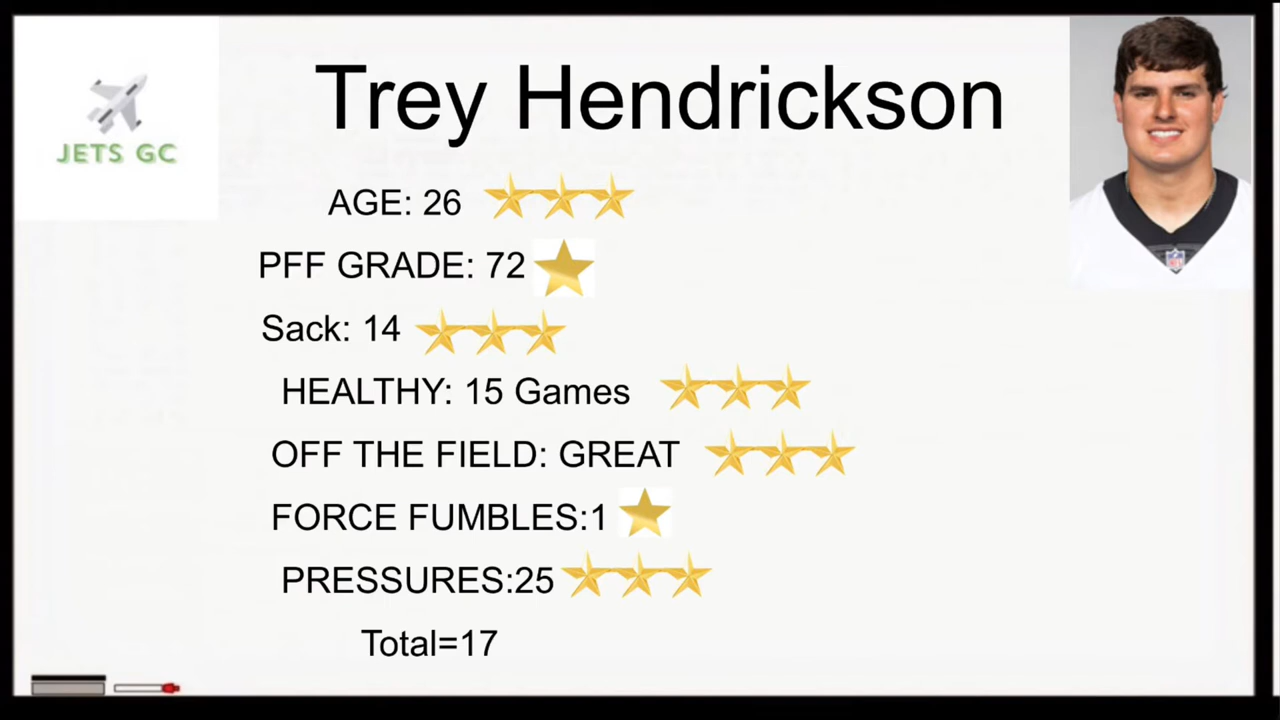 Trey Hendrickson
JETS GC
AGE: 26
PFF GRADE: 72
Sack: 14
HEALTHY: 15 Games
OFF THE FIELD: GREAT
FORCE FUMBLES:1
PRESSURES:25
Total=17